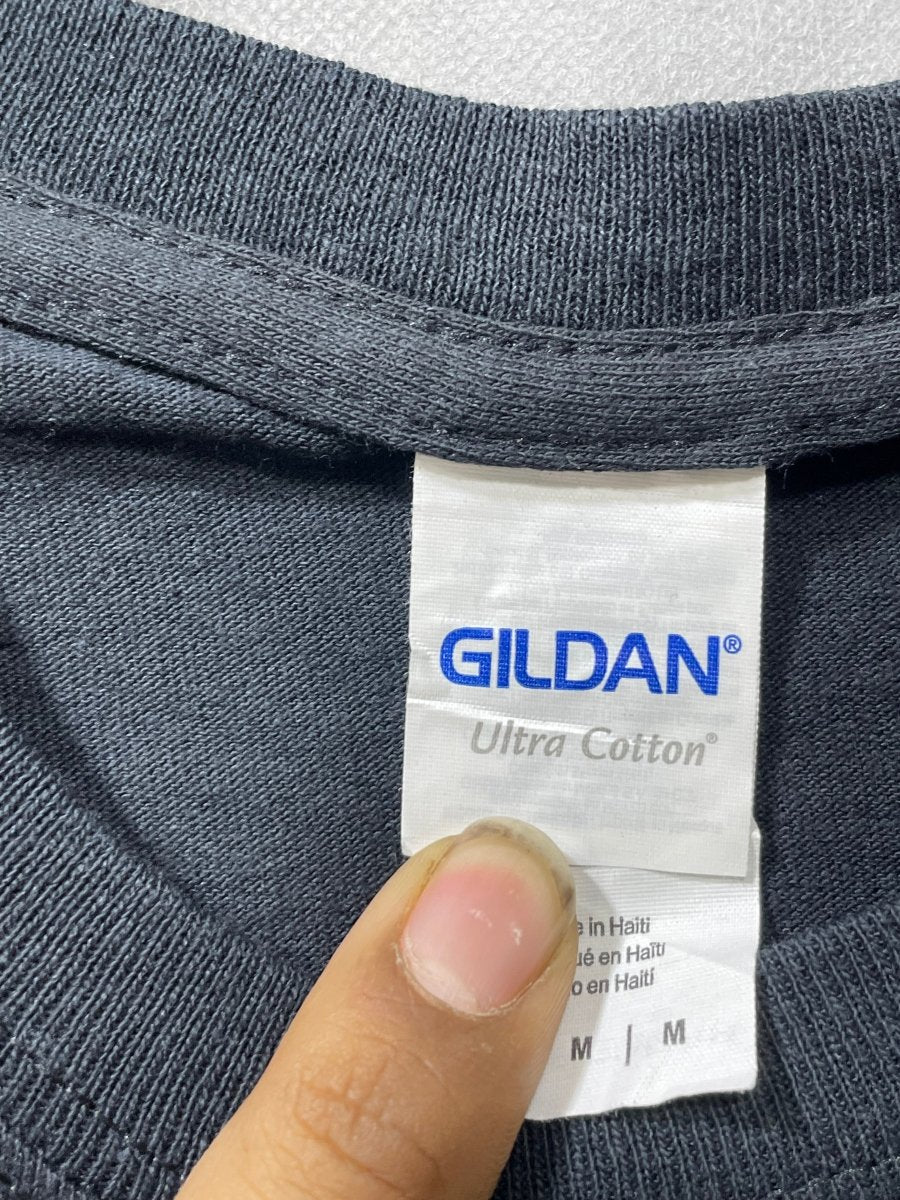 GILDAN®
Ultra Cotton®
e in Haiti
ué en Haïti
o en Haití
M | M